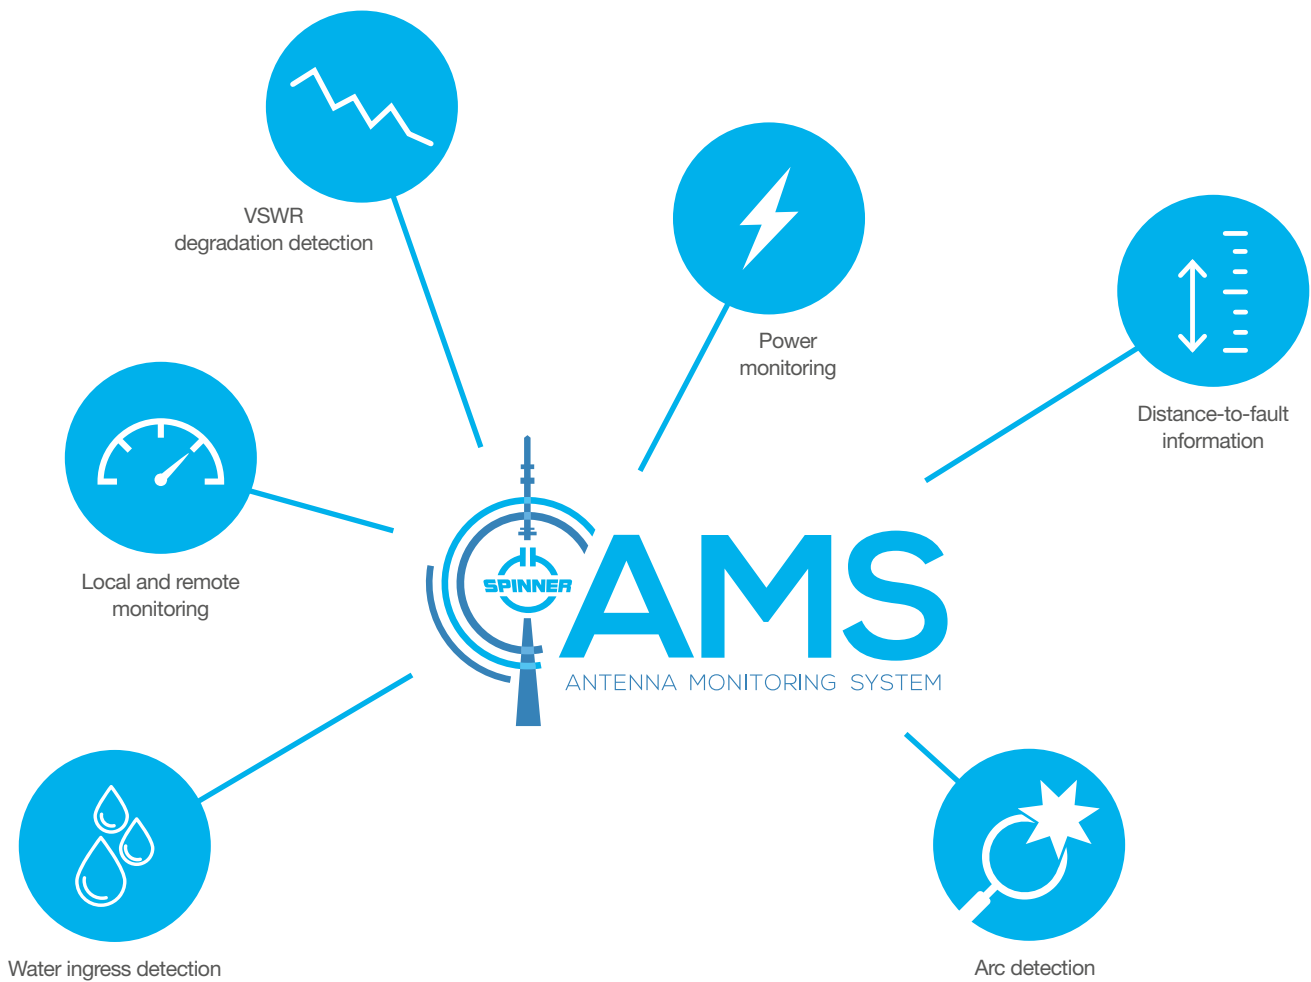 VSWR
degradation detection
Power
monitoring
Distance-to-fault
information
Local and remote
monitoring
SPINNER
AMS
ANTENNA MONITORING SYSTEM
Water ingress detection
Arc detection